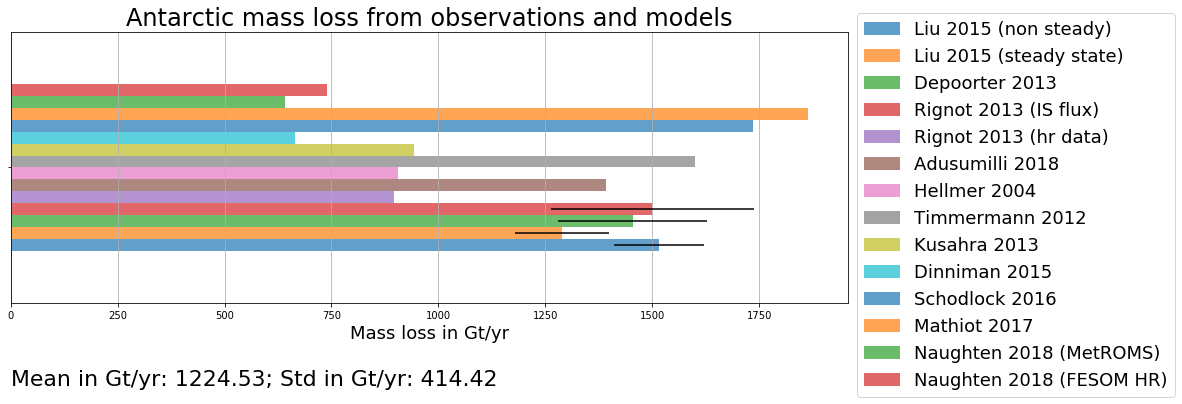 Antarctic mass loss from observations and models
0 250 500 750 1000 1250 1500 1750
Mass loss in Gt/yr
Mean in Gt/yr: 1224.53; Std in Gt/yr: 414.42
Liu 2015 (non steady)
Liu 2015 (steady state)
Depoorter 2013
Rignot 2013 (IS flux)
Rignot 2013 (hr data)
Adusumilli 2018
Hellmer 2004
Timmermann 2012
Kusahra 2013
Dinniman 2015
Schodlock 2016
Mathiot 2017
Naughten 2018 (MetROMS)
Naughten 2018 (FESOM HR)